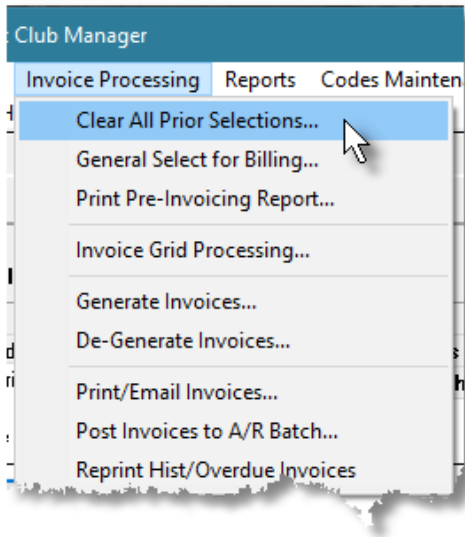 Club Manager
Invoice Processing Reports Codes Mainten
Clear All Prior Selections...
General Select for Billing...
Print Pre-Invoicing Report...
Invoice Grid Processing...
Generate Invoices...
De-Generate Invoices...
Print/Email Invoices...
Post Invoices to A/R Batch...
Reprint Hist/Overdue Invoices